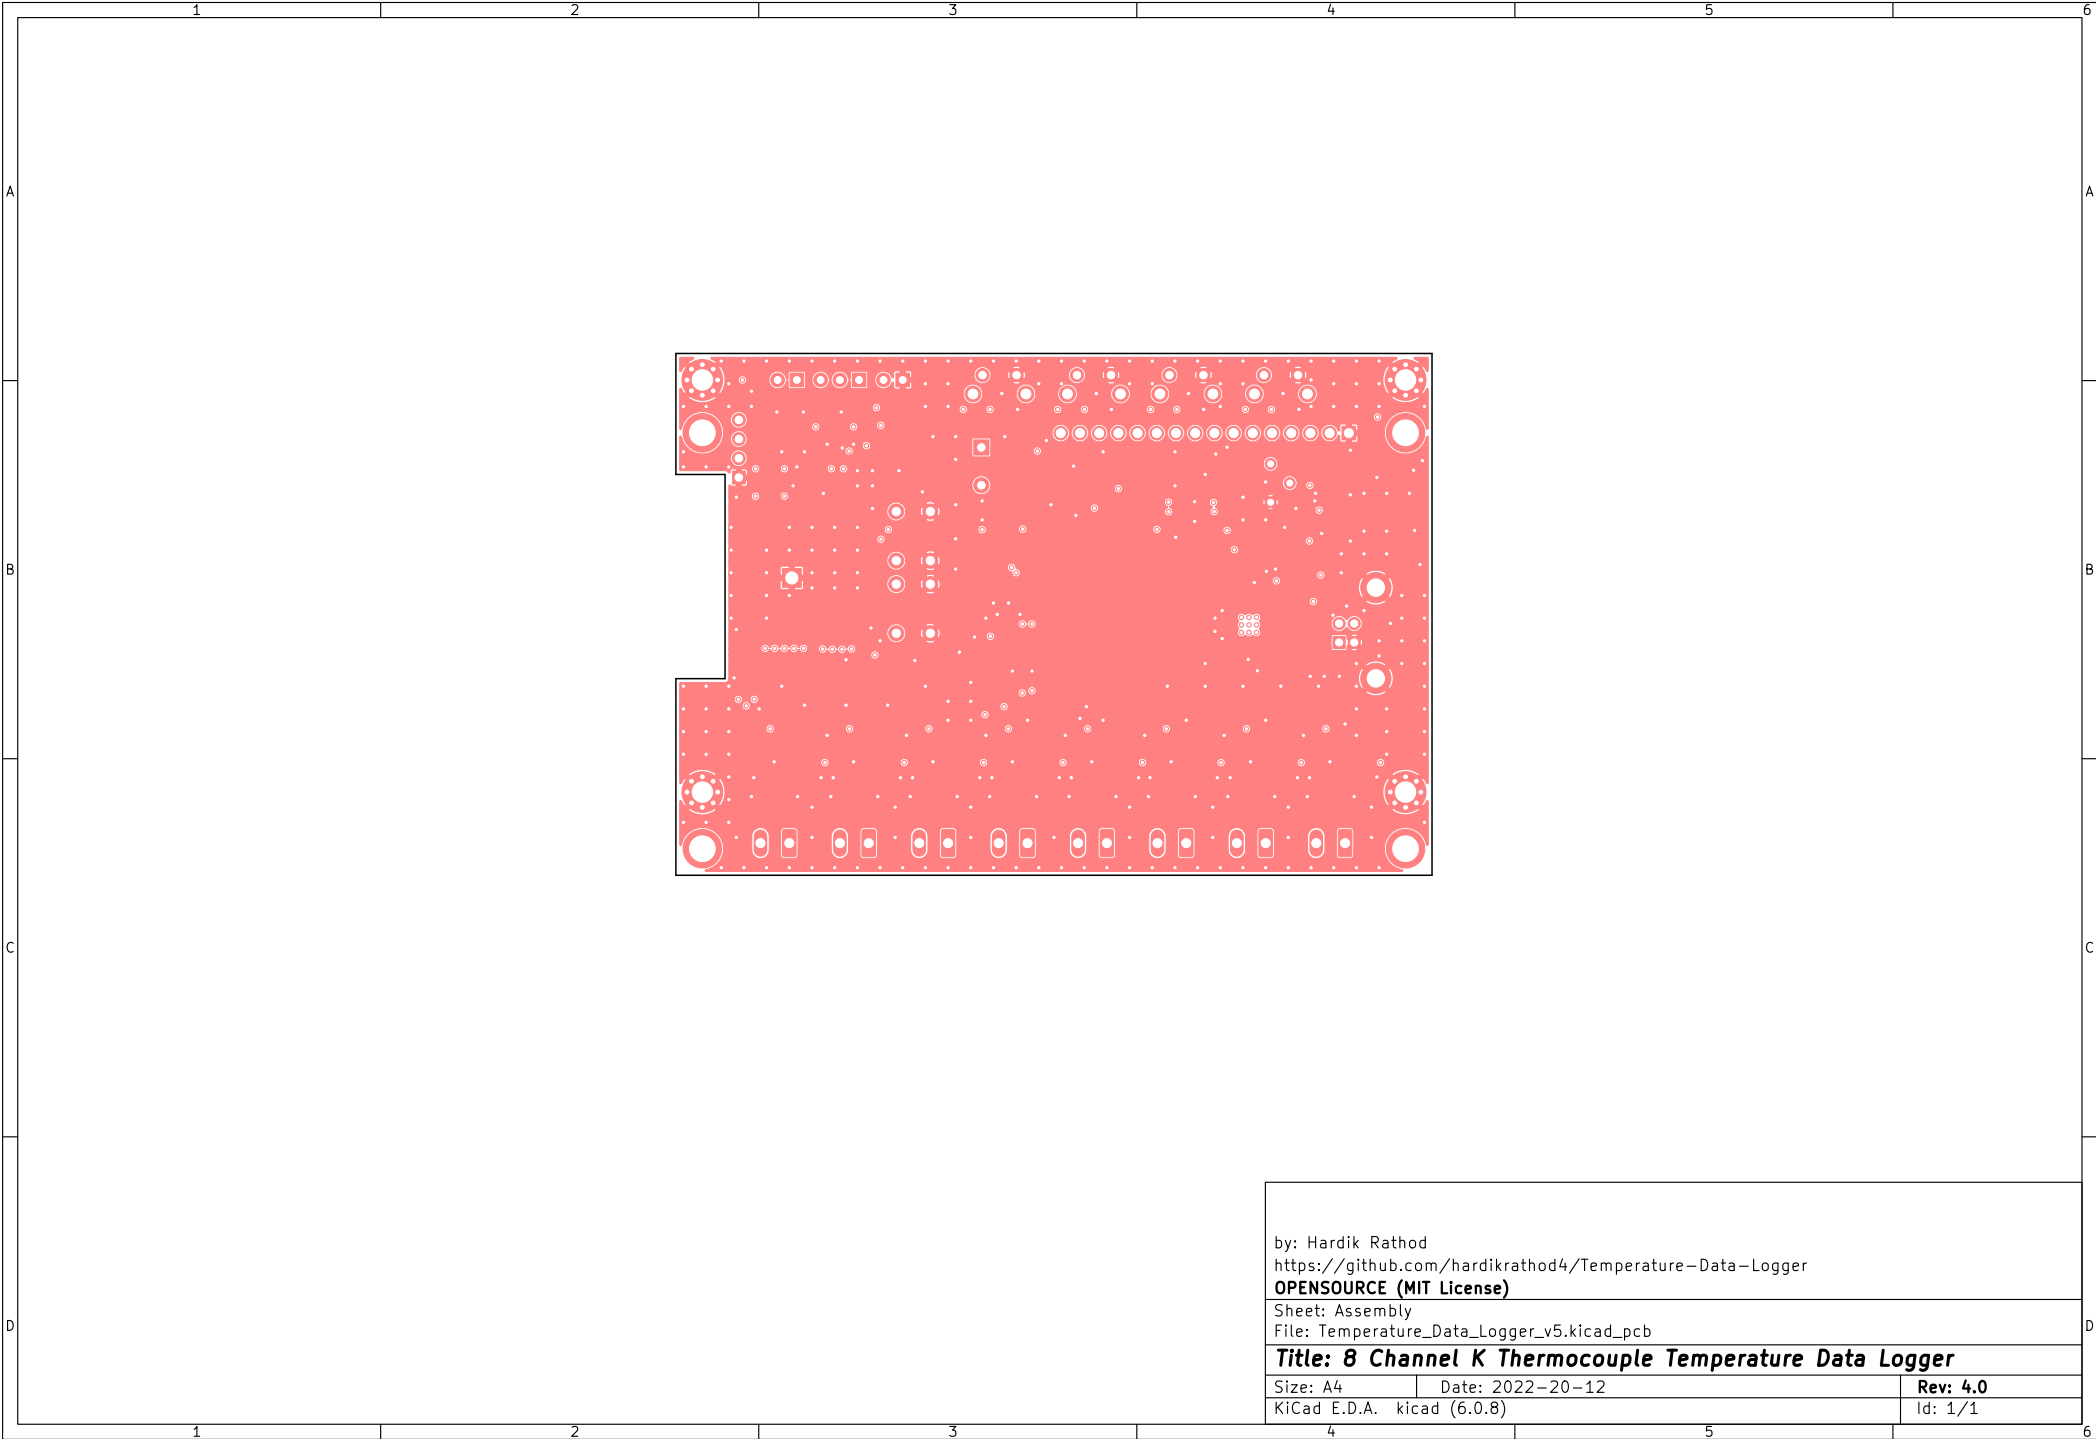 1 2 3 4 5 6
A A
B B
C C
by: Hardik Rathod
https://github.com/hardikrathod4/Temperature-Data-Logger
OPENSOURCE (MIT License)
Sheet: Assembly
D D
File: Temperature_Data_Logger_v5.kicad_pcb
Title: 8 Channel K Thermocouple Temperature Data Logger
Size: A4 Date: 2022-20-12 Rev: 4.0
KiCad E.D.A. kicad (6.0.8) Id: 1/1
1 2 3 4 5 6